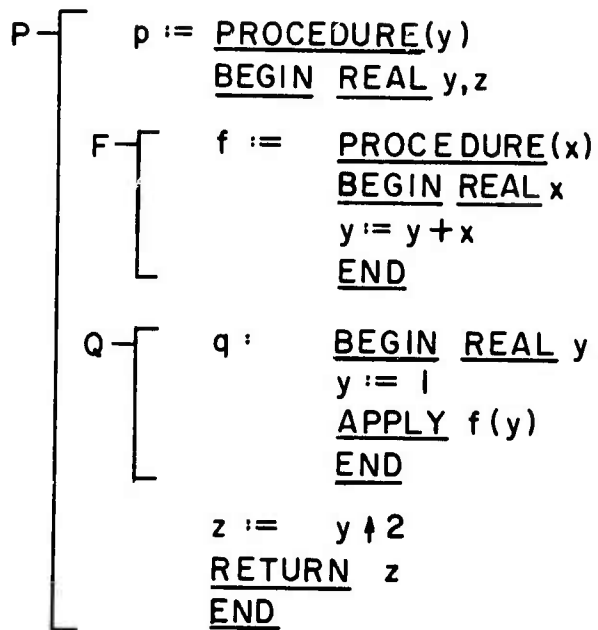 P p := PROCEDURE(y)
BEGIN REAL y,z
F f := PROCEDURE(x)
BEGIN REAL x
y := y + x
END
Q q : BEGIN REAL y
y := 1
APPLY f(y)
END
z := y ↑ 2
RETURN z
END